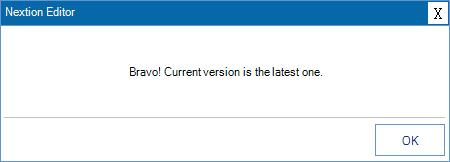 Nextion Editor
X
Bravo! Current version is the latest one.
OK